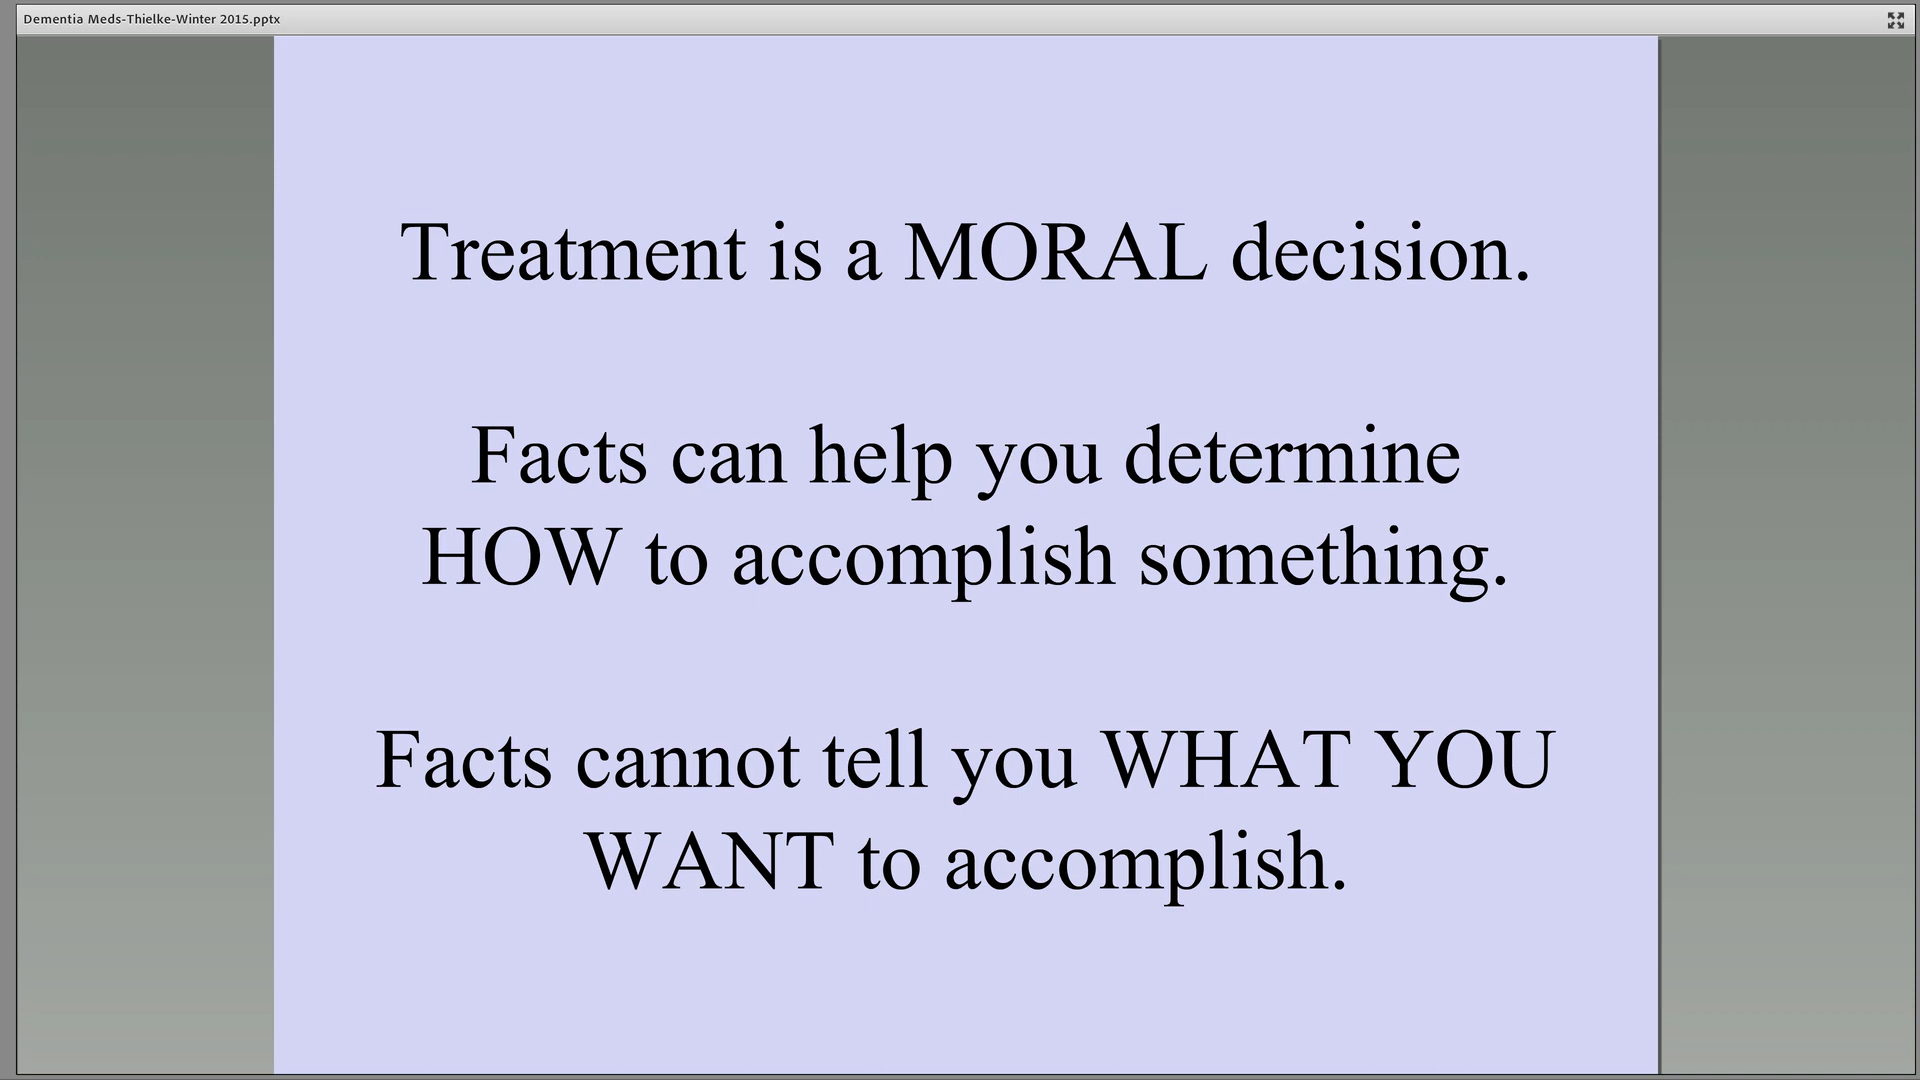 Dementia Meds-Thielke-Winter 2015.pptx
Treatment is a MORAL decision.
Facts can help you determine
HOW to accomplish something.
Facts cannot tell you WHAT YOU
WANT to accomplish.